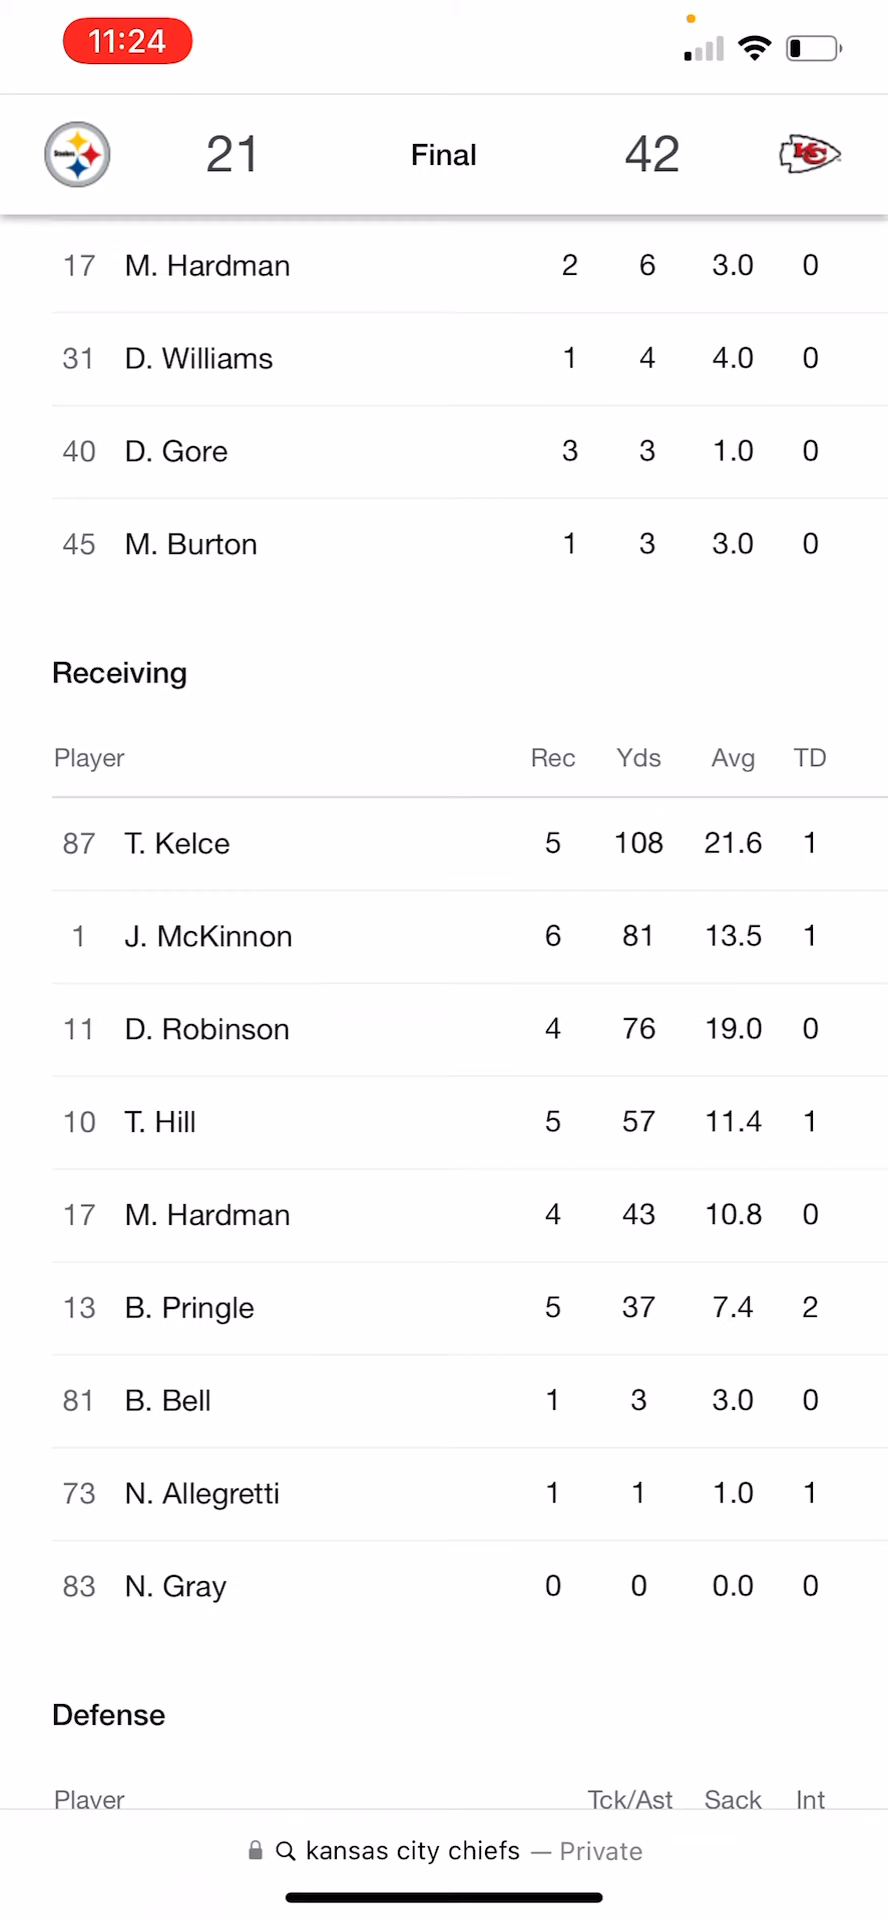 11:24
Steelers 21 Final 42 KC
17 M. Hardman 2 6 3.0 0
31 D. Williams 1 4 4.0 0
40 D. Gore 3 3 1.0 0
45 M. Burton 1 3 3.0 0
Receiving
Player Rec Yds Avg TD
87 T. Kelce 5 108 21.6 1
1 J. McKinnon 6 81 13.5 1
11 D. Robinson 4 76 19.0 0
10 T. Hill 5 57 11.4 1
17 M. Hardman 4 43 10.8 0
13 B. Pringle 5 37 7.4 2
81 B. Bell 1 3 3.0 0
73 N. Allegretti 1 1 1.0 1
83 N. Gray 0 0 0.0 0
Defense
Player Tck/Ast Sack Int
kansas city chiefs — Private